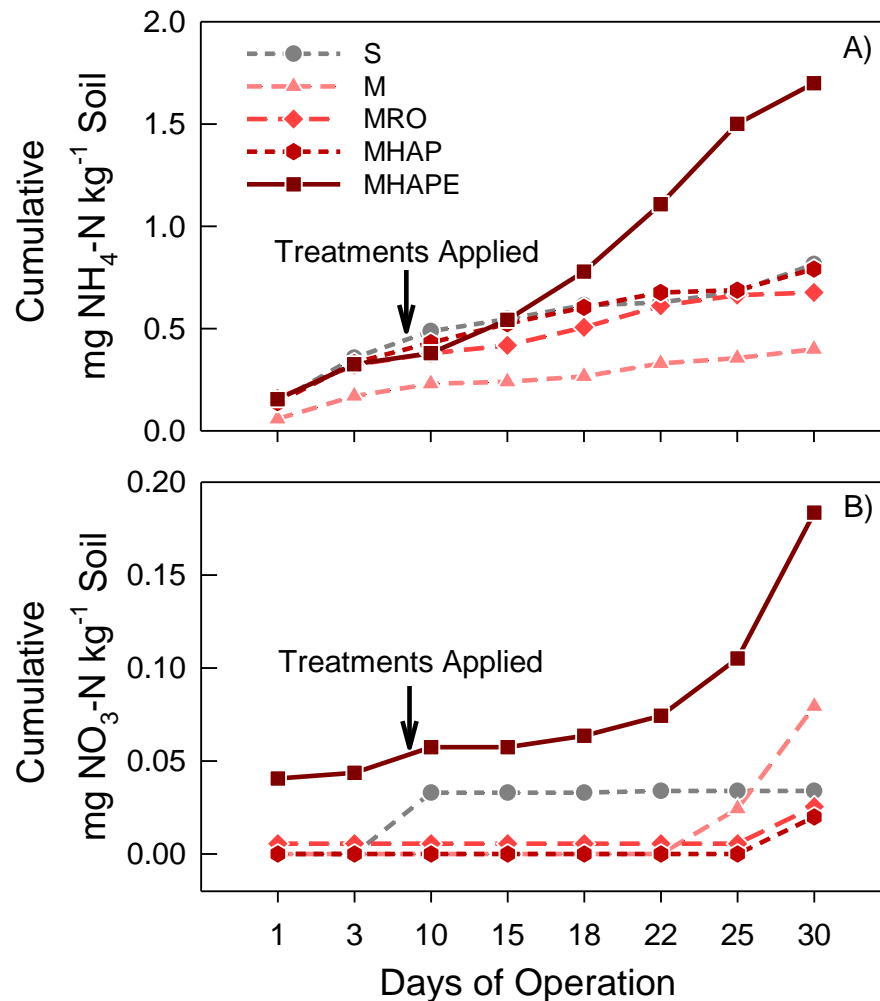 2.0
A)
S
M
MRO
MHAP
MHAPE
1.5
1.0
0.5
0.0
Treatments Applied
Cumulative
mg NH₄-N kg⁻¹ Soil
0.20
B)
0.15
0.10
0.05
0.00
Treatments Applied
Cumulative
mg NO₃-N kg⁻¹ Soil
1 3 10 15 18 22 25 30
Days of Operation